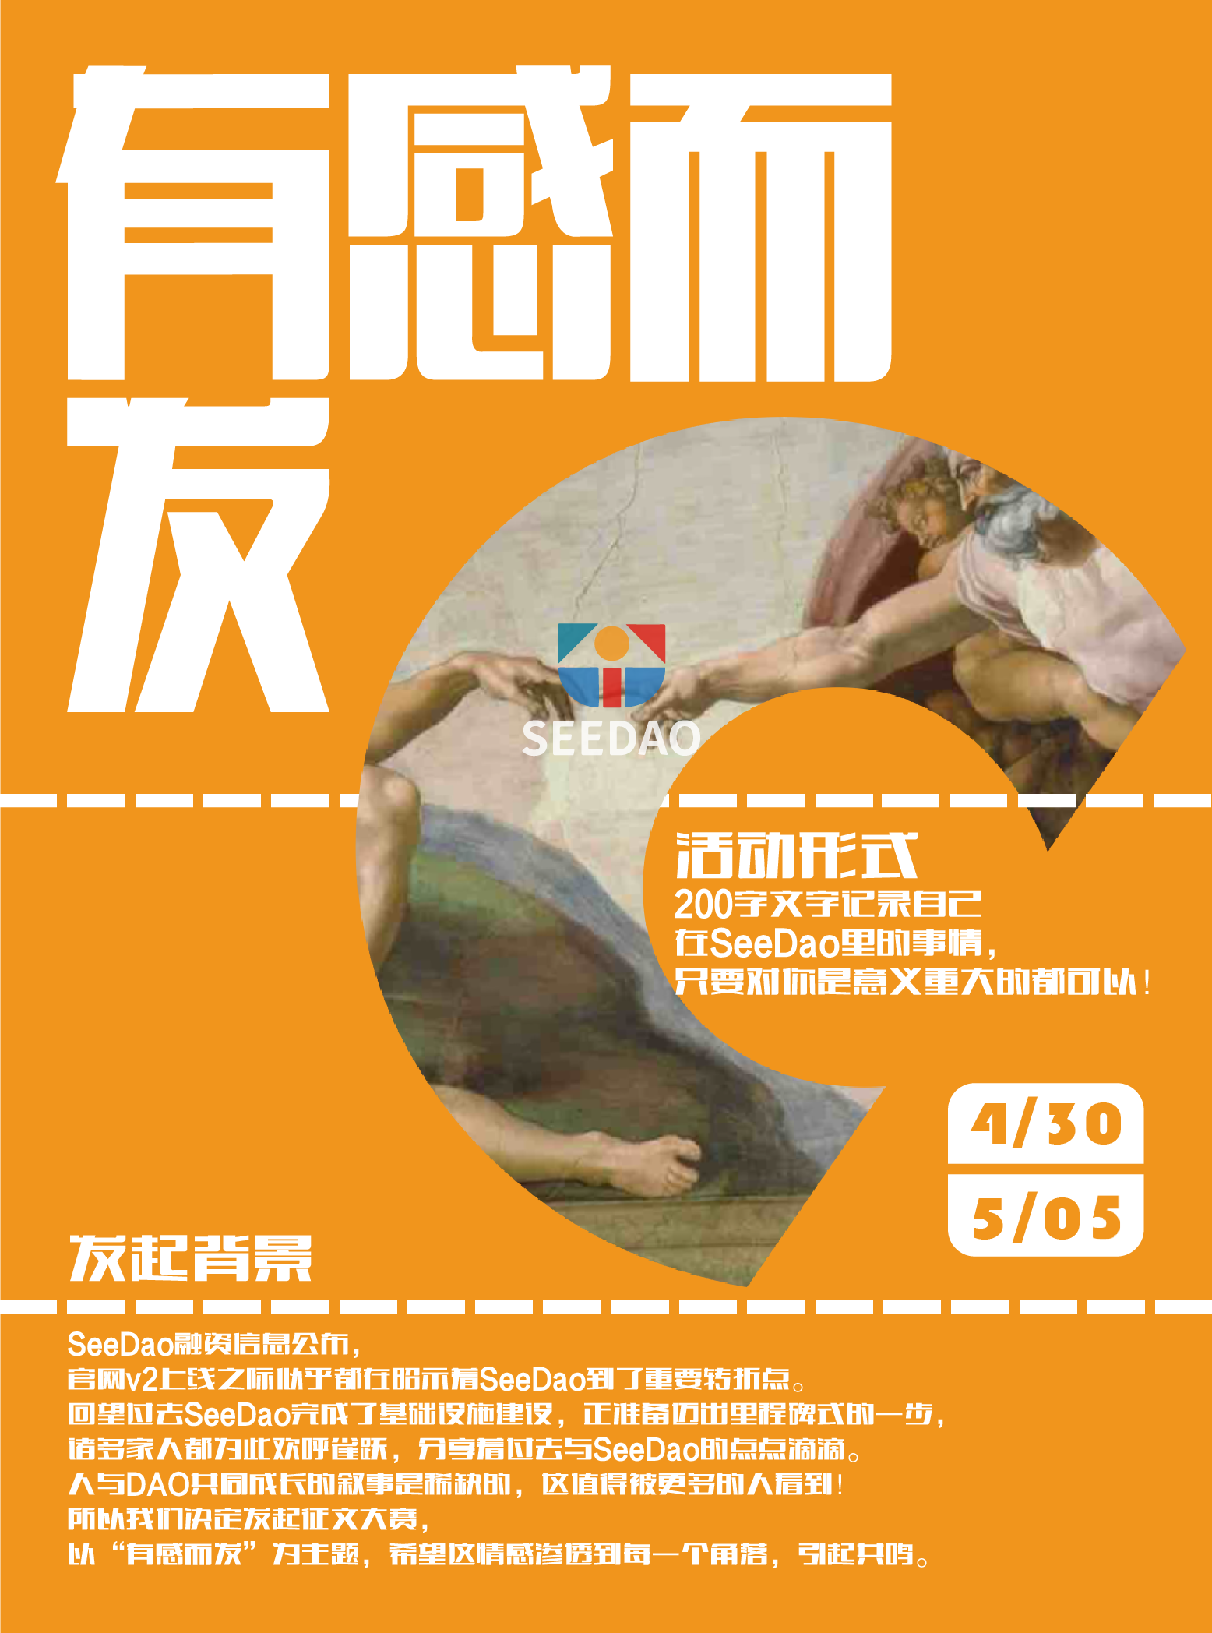 有感而
发
SEEDAO
活动形式
200字文字记录自己
在SeeDao里的事情，
只要对你是意义重大的都可以！
4/30
5/05
发起背景
SeeDao融资信息公布，
官网v2上线之际似乎都在昭示着SeeDao到了重要转折点。
回望过去SeeDao完成了基础设施建设，正准备迈出里程碑式的一步，
诸多家人都为此欢呼雀跃，分享着过去与SeeDao的点点滴滴。
人与DAO共同成长的叙事是稀缺的，这值得被更多的人看到！
所以我们决定发起征文大赛，
以“有感而发”为主题，希望这情感渗透到每一个角落，引起共鸣。